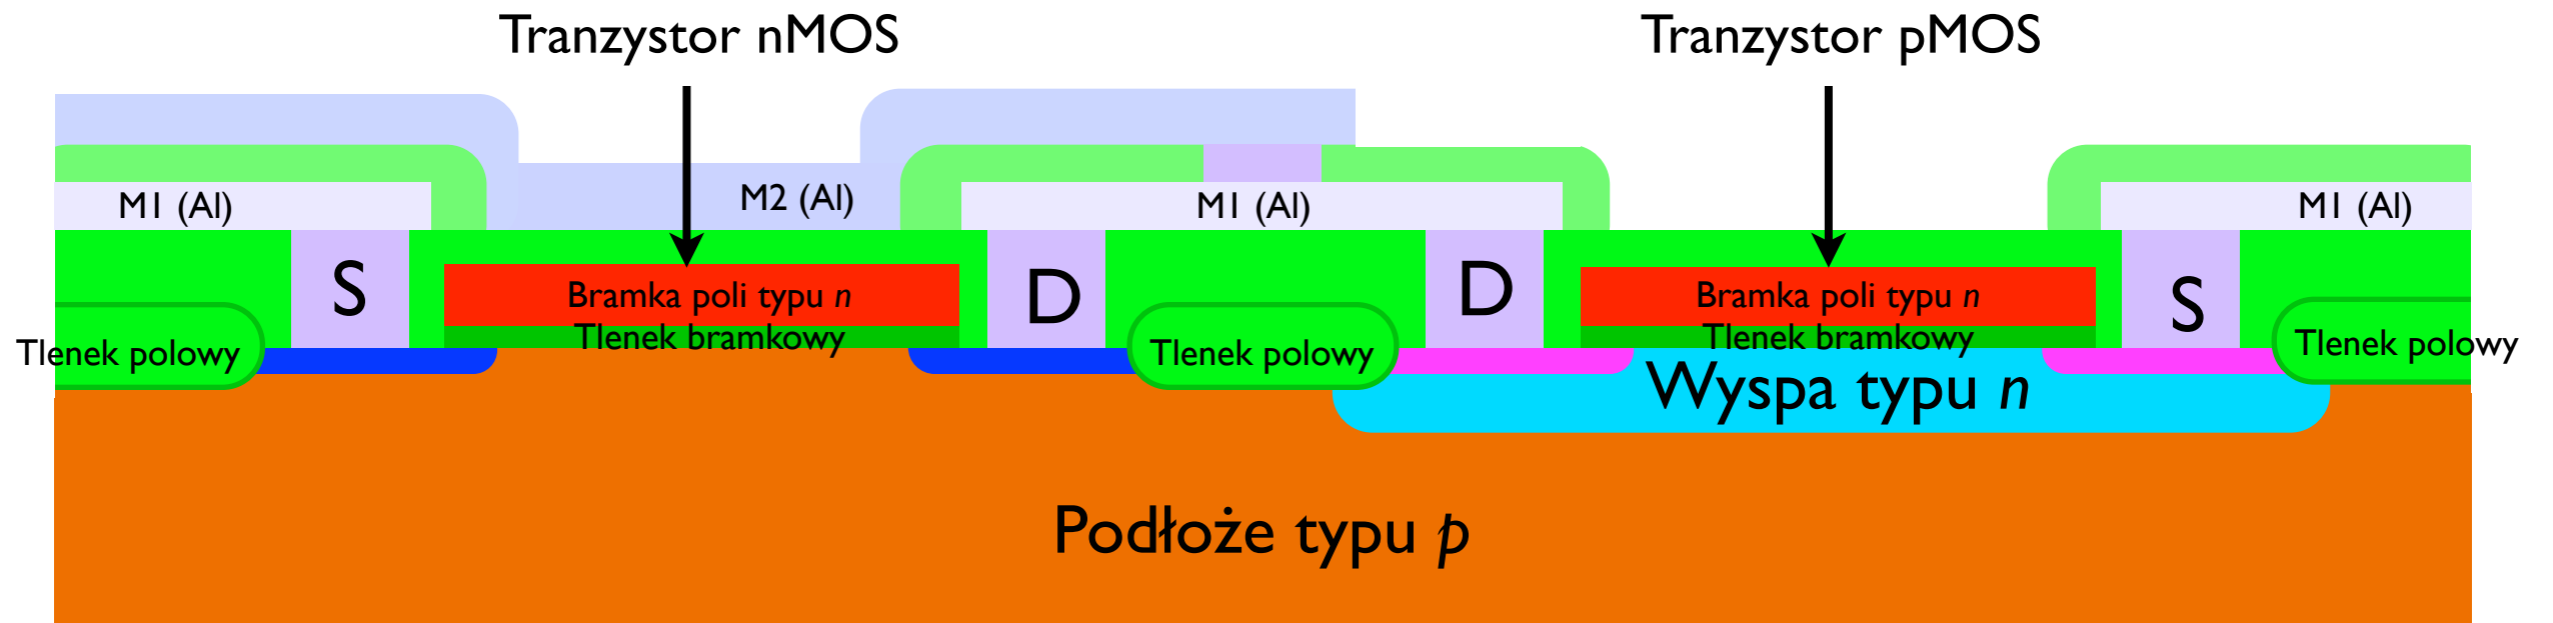 Tranzystor nMOS
Tranzystor pMOS
M1 (Al)
M2 (Al)
M1 (Al)
M1 (Al)
S
D
D
S
Bramka poli typu n
Bramka poli typu n
Tlenek bramkowy
Tlenek bramkowy
Tlenek polowy
Tlenek polowy
Tlenek polowy
Wyspa typu n
Podłoże typu p